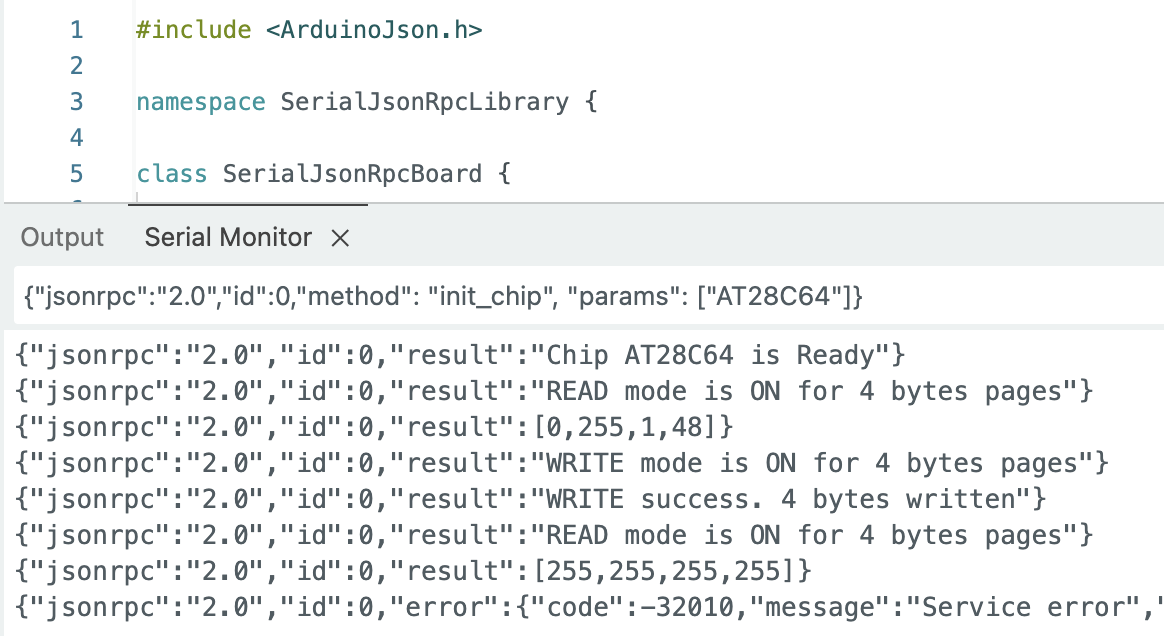 1 #include <ArduinoJson.h>
2
3 namespace SerialJsonRpcLibrary {
4
5 class SerialJsonRpcBoard {
Output Serial Monitor ×
{"jsonrpc":"2.0","id":0,"method": "init_chip", "params": ["AT28C64"]}
{"jsonrpc":"2.0","id":0,"result":"Chip AT28C64 is Ready"}
{"jsonrpc":"2.0","id":0,"result":"READ mode is ON for 4 bytes pages"}
{"jsonrpc":"2.0","id":0,"result":[0,255,1,48]}
{"jsonrpc":"2.0","id":0,"result":"WRITE mode is ON for 4 bytes pages"}
{"jsonrpc":"2.0","id":0,"result":"WRITE success. 4 bytes written"}
{"jsonrpc":"2.0","id":0,"result":"READ mode is ON for 4 bytes pages"}
{"jsonrpc":"2.0","id":0,"result":[255,255,255,255]}
{"jsonrpc":"2.0","id":0,"error":{"code":-32010,"message":"Service error","